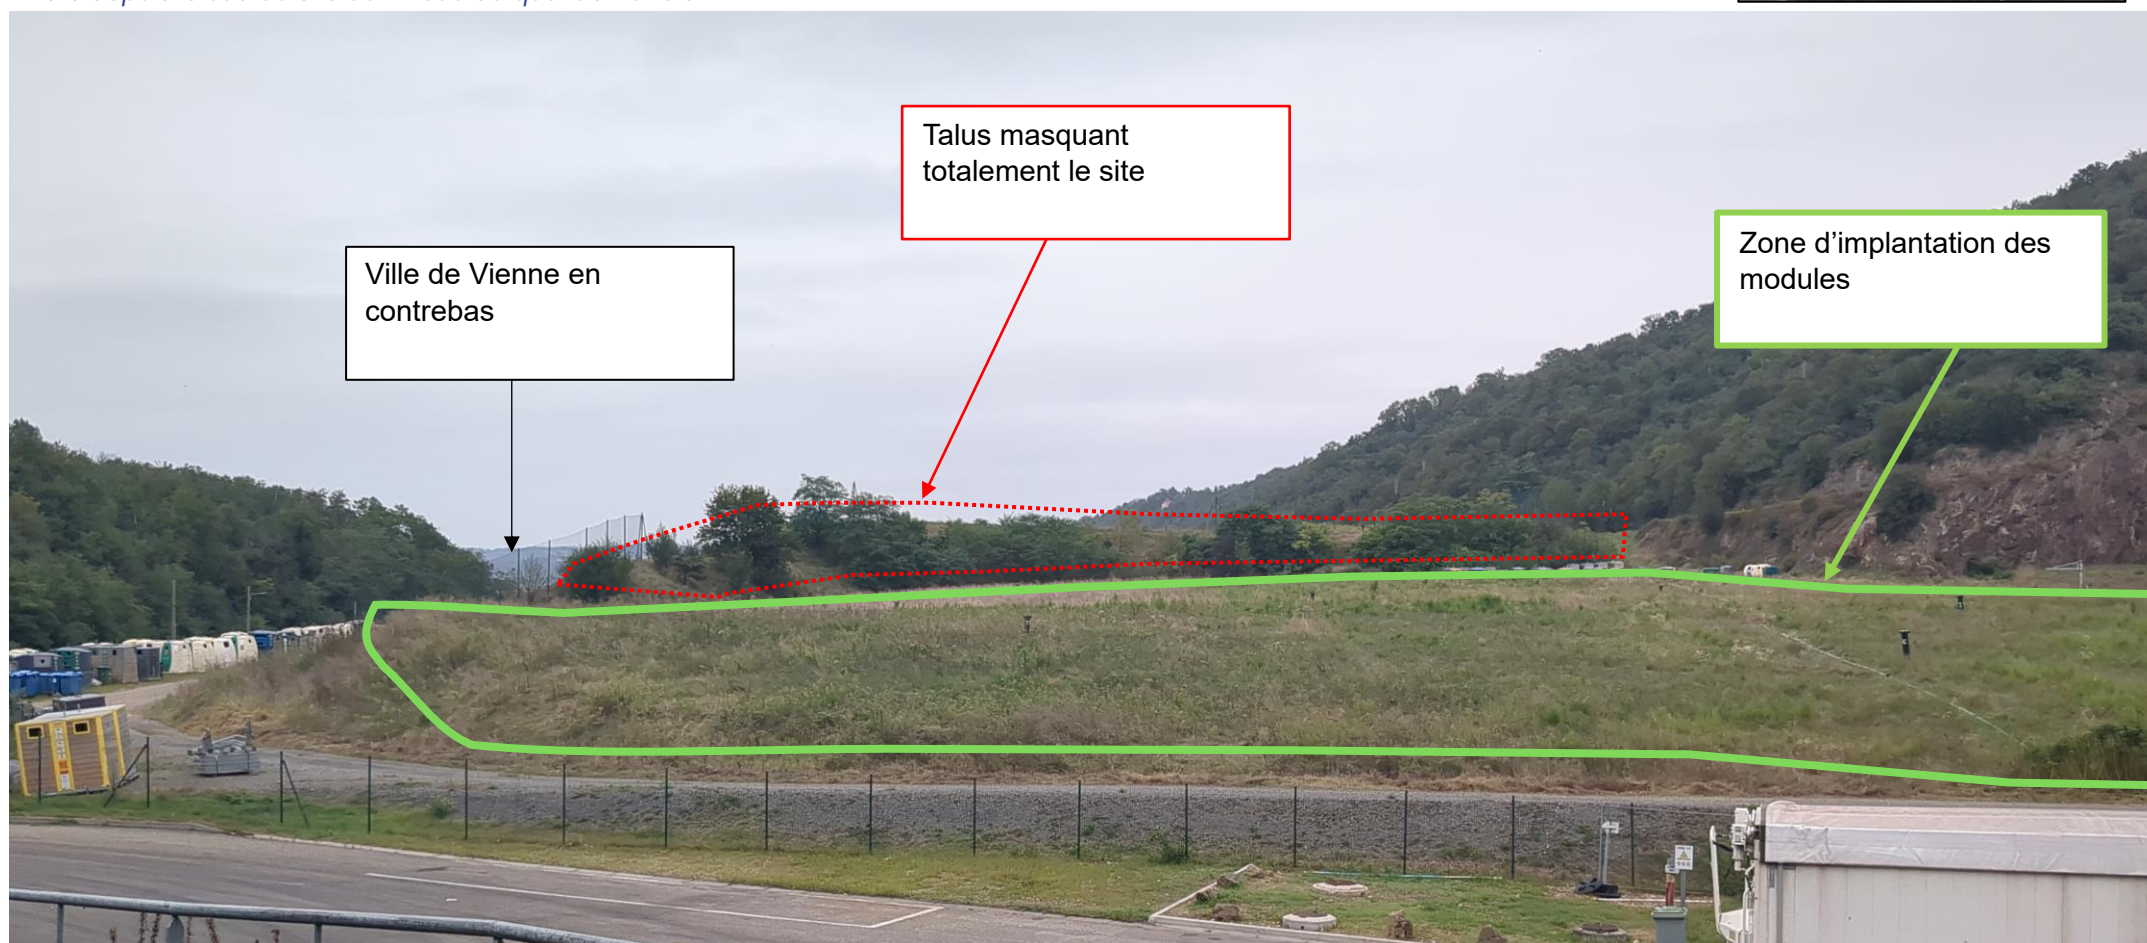 Ville de Vienne en
contrebas
Talus masquant
totalement le site
Zone d'implantation des
modules